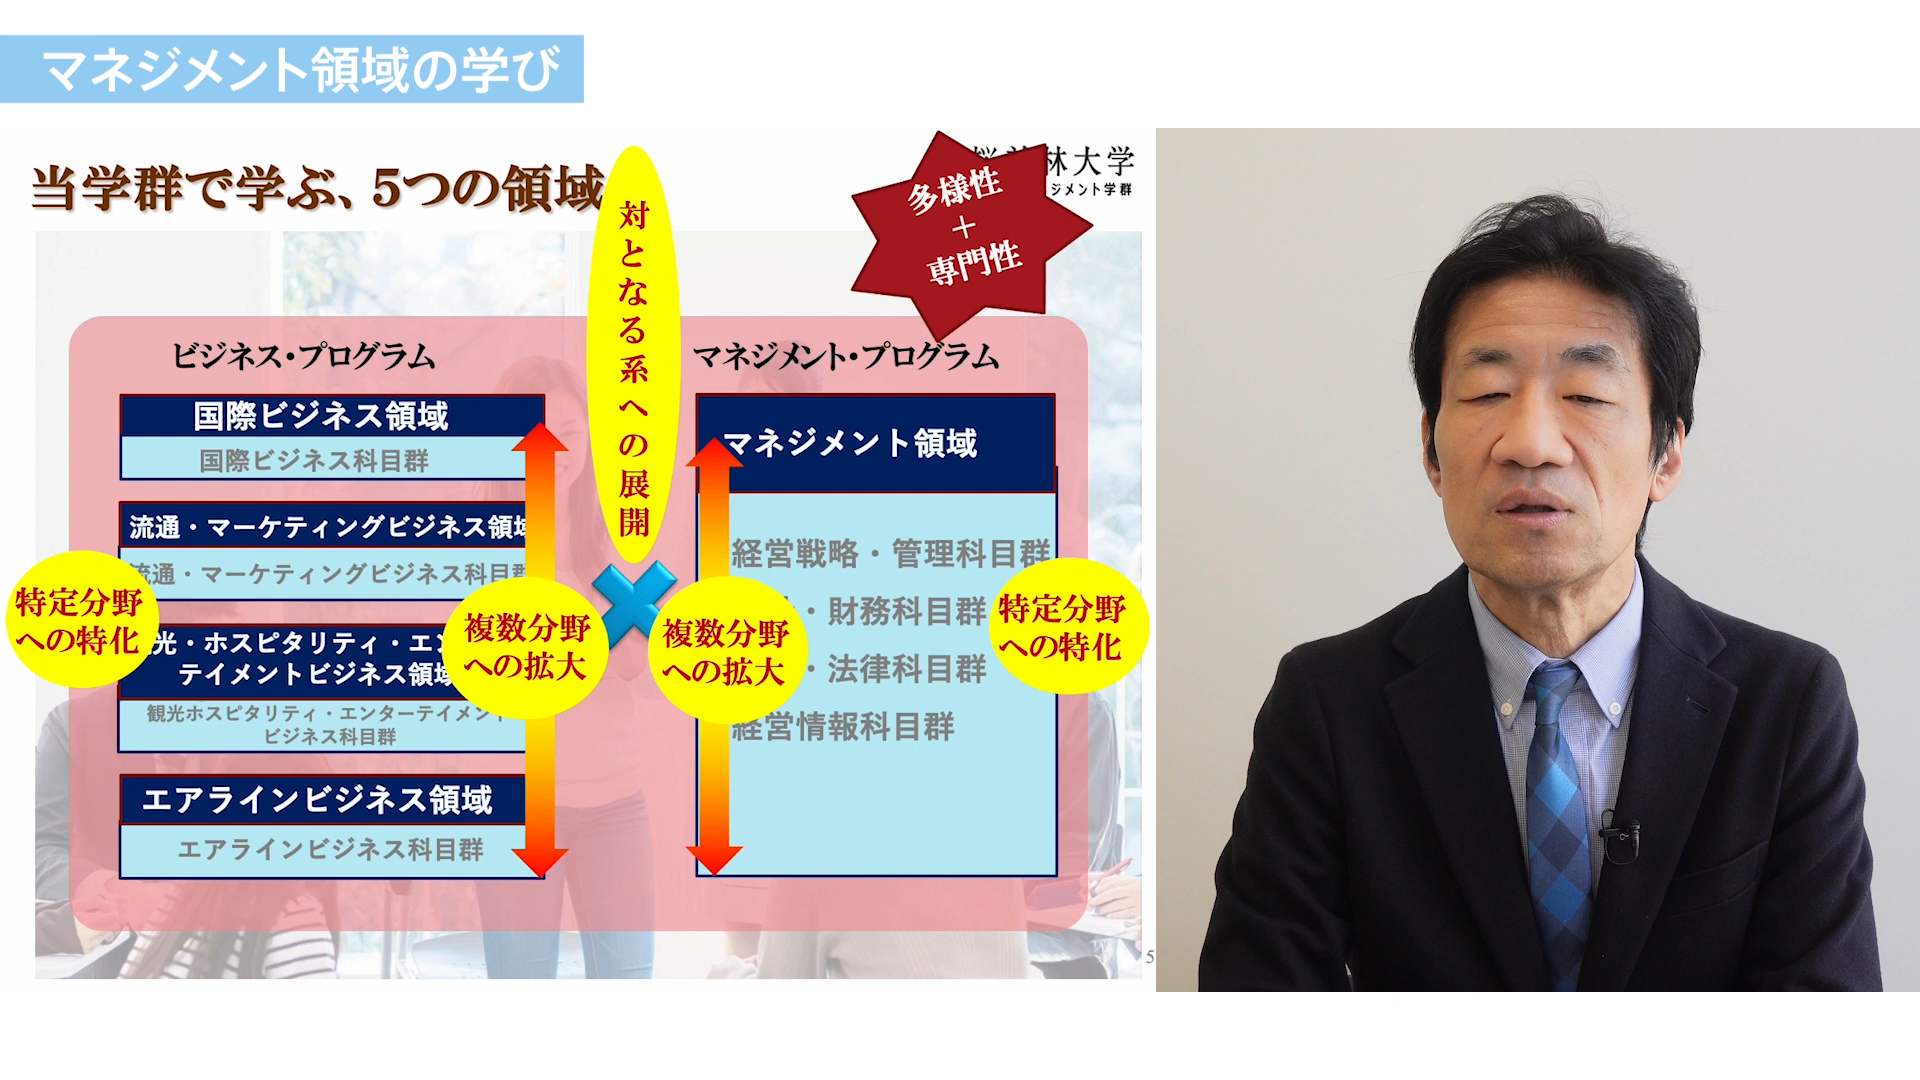 マネジメント領域の学び
当学群で学ぶ、5つの領域
林大学
ジメント学群
多様性
+
専門性
対となる系への展開
ビジネス・プログラム
国際ビジネス領域
国際ビジネス科目群
流通・マーケティングビジネス領域
流通・マーケティングビジネス科目群
光・ホスピタリティ・エン
テイメントビジネス領域
観光ホスピタリティ・エンターテイメント
ビジネス科目群
エアラインビジネス領域
エアラインビジネス科目群
特定分野
への特化
複数分野
への拡大
マネジメント・プログラム
マネジメント領域
経営戦略・管理科目群
・財務科目群
・法律科目群
経営情報科目群
複数分野
への拡大
特定分野
への特化
5